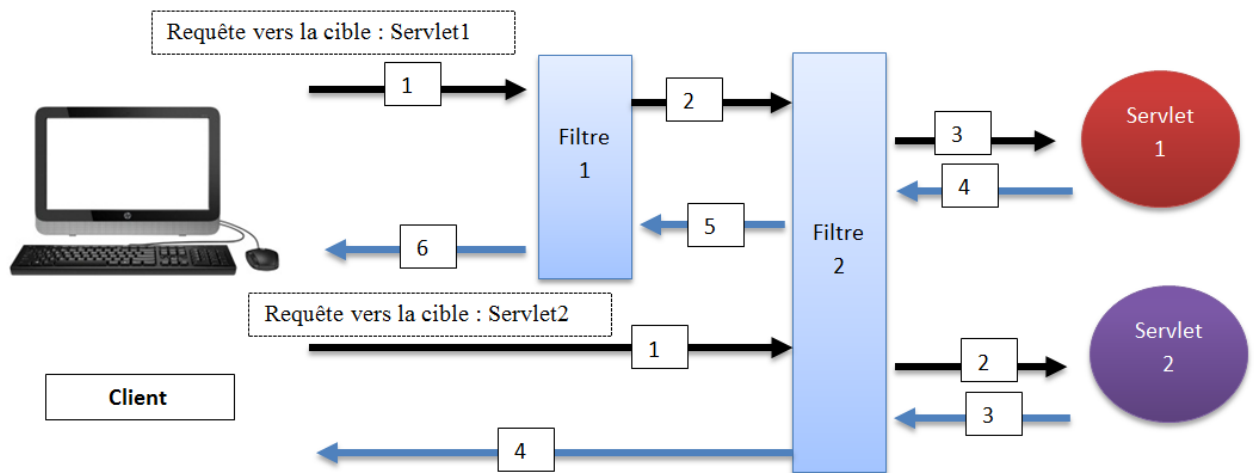 Requête vers la cible : Servlet1
1
2
Filtre
1
3
Servlet
1
4
5
6
Filtre
2
Requête vers la cible : Servlet2
1
2
Servlet
2
3
4
Client